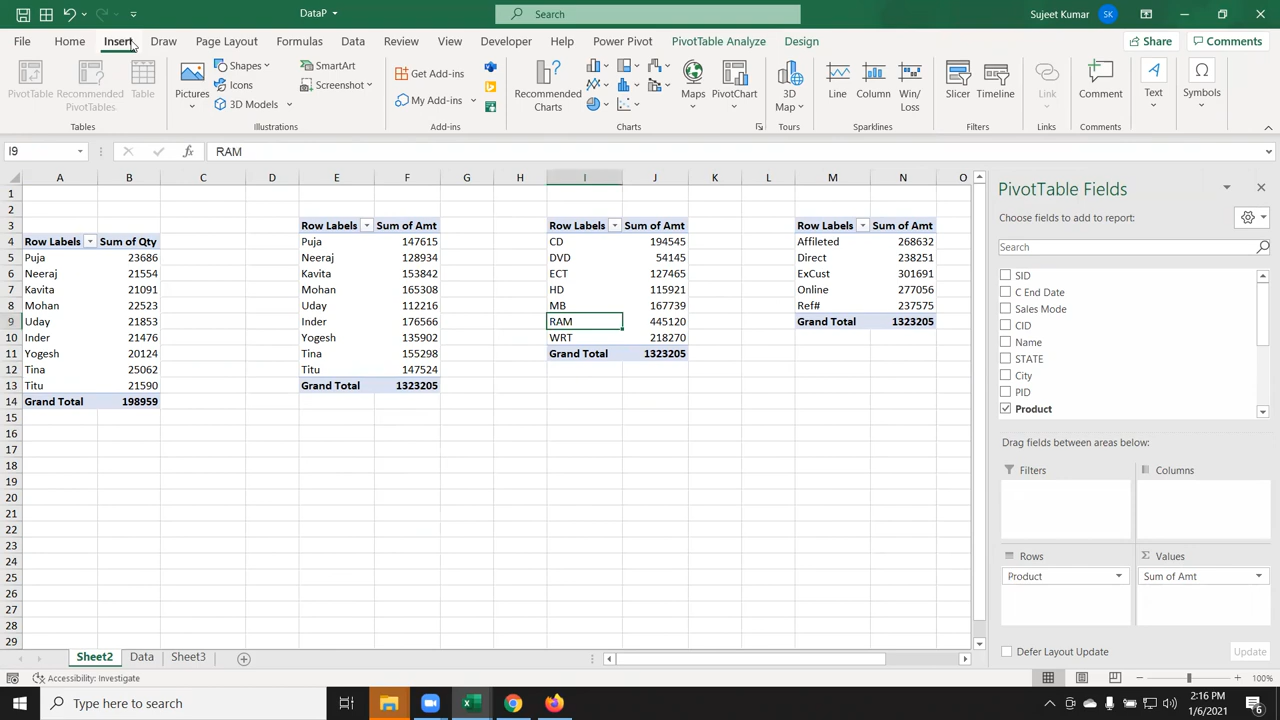 DataP
Search
Sujeet Kumar
SK
File
Home
Insert
Draw
Page Layout
Formulas
Data
Review
View
Developer
Help
Power Pivot
PivotTable Analyze
Design
Share
Comments
PivotTable
Recommended
PivotTables
Table
Tables
Pictures
Shapes
Icons
3D Models
SmartArt
Screenshot
Illustrations
Get Add-ins
My Add-ins
Add-ins
Recommended
Charts
Maps
PivotChart
Charts
3D
Map
Tours
Line
Column
Win/
Loss
Sparklines
Slicer
Timeline
Filters
Link
Links
Comment
Comments
Text
Symbols
I9
fx
RAM
A B C D E F G H I J K L M N O
1
2
3 Row Labels Sum of Amt Row Labels Sum of Amt Row Labels Sum of Amt
4 Row Labels Sum of Qty Puja 147615 CD 194545 Affileted 268632
5 Puja 23686 Neeraj 128934 DVD 54145 Direct 238251
6 Neeraj 21554 Kavita 153842 ECT 127465 ExCust 301691
7 Kavita 21091 Mohan 165308 HD 115921 Online 277056
8 Mohan 22523 Uday 112216 MB 167739 Ref# 237575
9 Uday 21853 Inder 176566 RAM 445120 Grand Total 1323205
10 Inder 21476 Yogesh 135902 WRT 218270
11 Yogesh 20124 Tina 155298 Grand Total 1323205
12 Tina 25062 Titu 147524
13 Titu 21590 Grand Total 1323205
14 Grand Total 198959
15
16
17
18
19
20
21
22
23
24
25
26
27
28
29
PivotTable Fields
Choose fields to add to report:
Search
SID
C End Date
Sales Mode
CID
Name
STATE
City
PID
Product
Drag fields between areas below:
Filters
Columns
Rows
Values
Product
Sum of Amt
Defer Layout Update
Update
Sheet2
Data
Sheet3
Accessibility: Investigate
100%
Type here to search
2:16 PM
1/6/2021
6